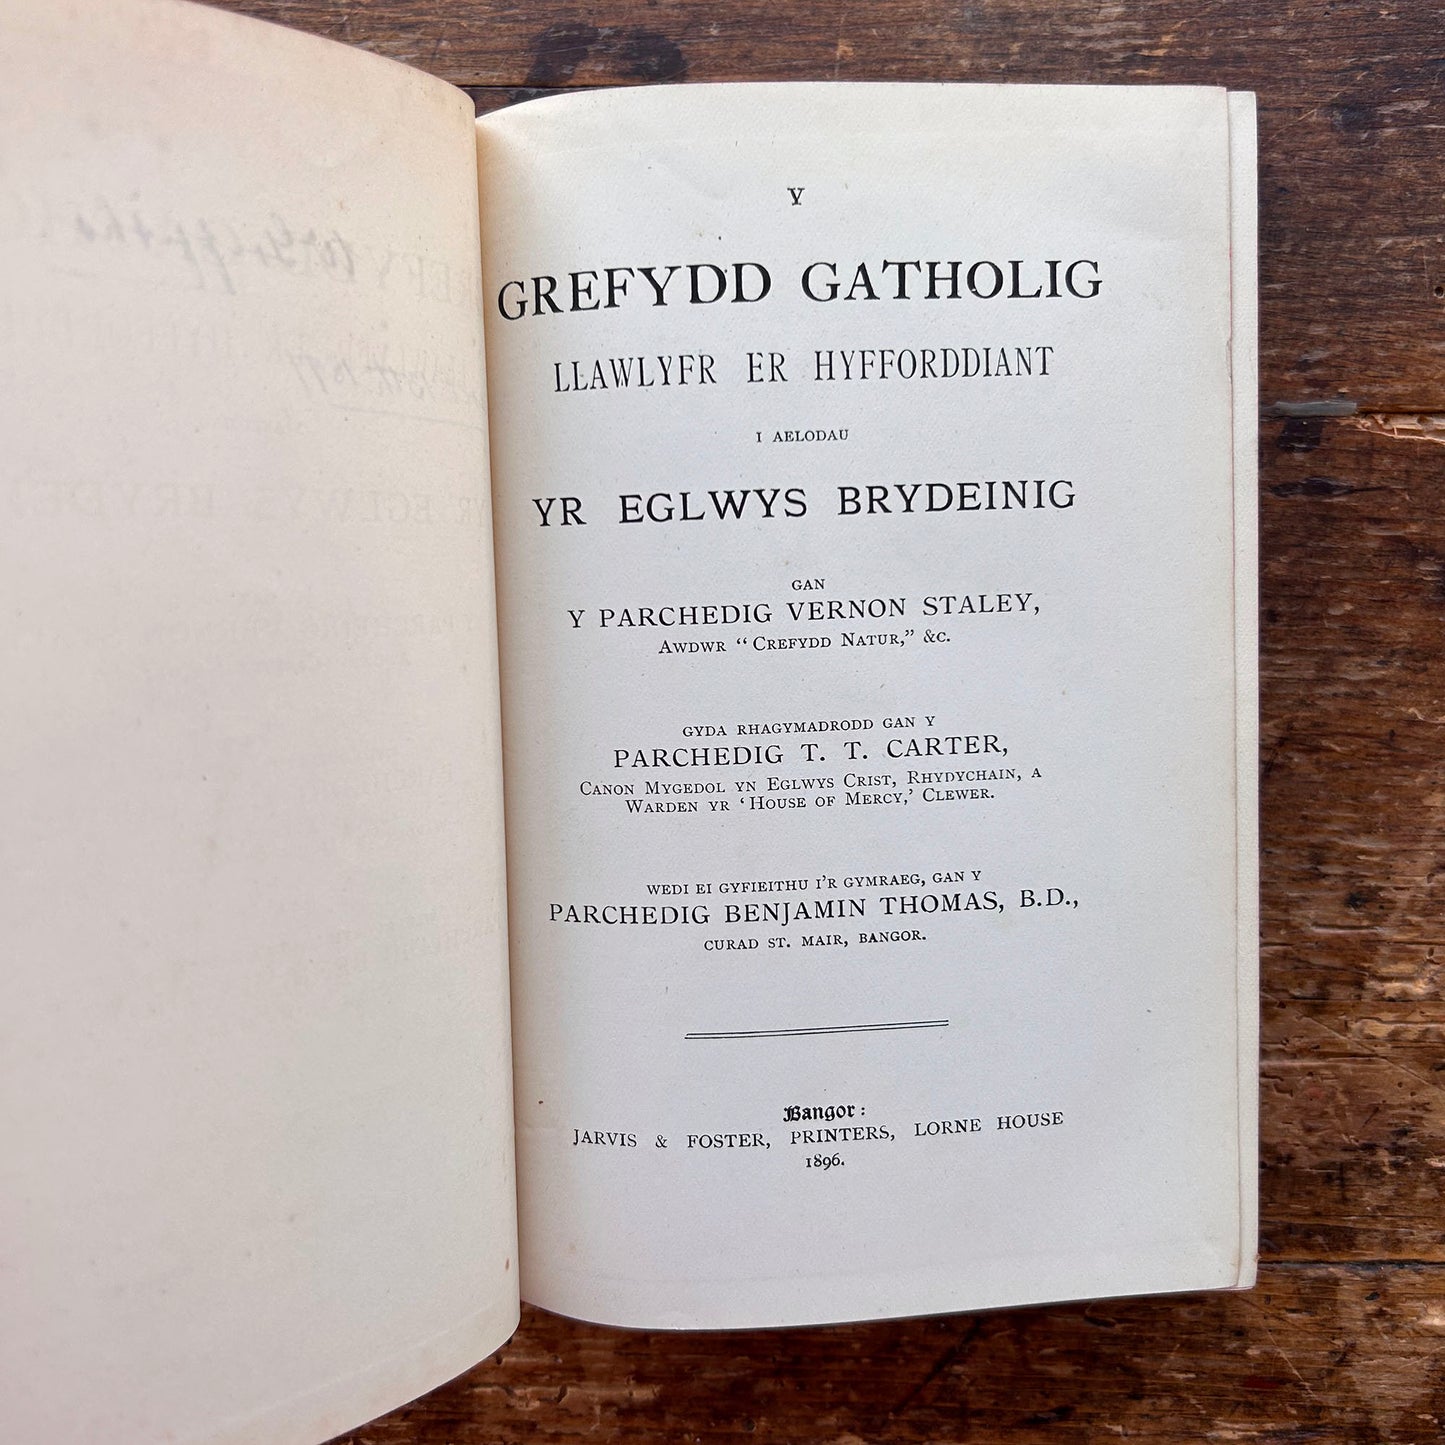 Y
GREFYDD GATHOLIG
LLAWLYFR ER HYFFORDDIANT
I AELODAU
YR EGLWYS BRYDEINIG
GAN
Y PARCHEDIG VERNON STALEY,
AWDWR “CREFYDD NATUR,” &C.
GYDA RHAGYMADRODD GAN Y
PARCHEDIG T. T. CARTER,
CANON MYGEDOL YN EGLWYS CRIST, RHYDYCHAIN, A
WARDEN YR ‘HOUSE OF MERCY,’ CLEWER.
WEDI EI GYFIEITHU I'R GYMRAEG, GAN Y
PARCHEDIG BENJAMIN THOMAS, B.D.,
CURAD ST. MAIR, BANGOR.
Bangor:
JARVIS & FOSTER, PRINTERS, LORNE HOUSE
1896.